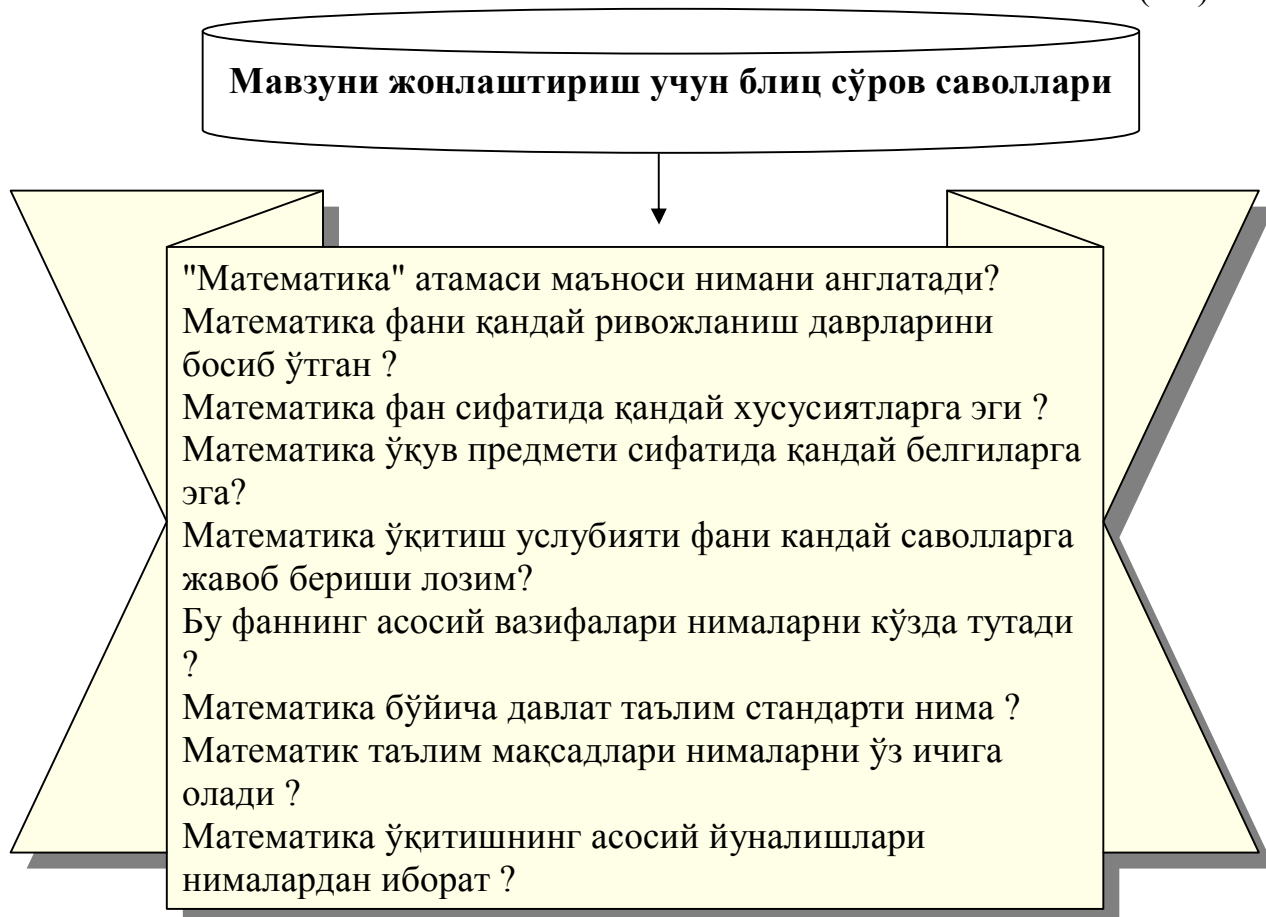 Мавзуни жонлаштириш учун блиц сўров саволлари
"Математика" атамаси маъноси нимани англатади?
Математика фани қандай ривожланиш даврларини
босиб ўтган ?
Математика фан сифатида қандай хусусиятларга эги ?
Математика ўқув предмети сифатида қандай белгиларга
эга?
Математика ўқитиш услубияти фани кандай саволларга
жавоб бериши лозим?
Бу фаннинг асосий вазифалари нималарни кўзда тутади
?
Математика бўйича давлат таълим стандарти нима ?
Математик таълим мақсадлари нималарни ўз ичига
олади ?
Математика ўқитишнинг асосий йуналишлари
нималардан иборат ?